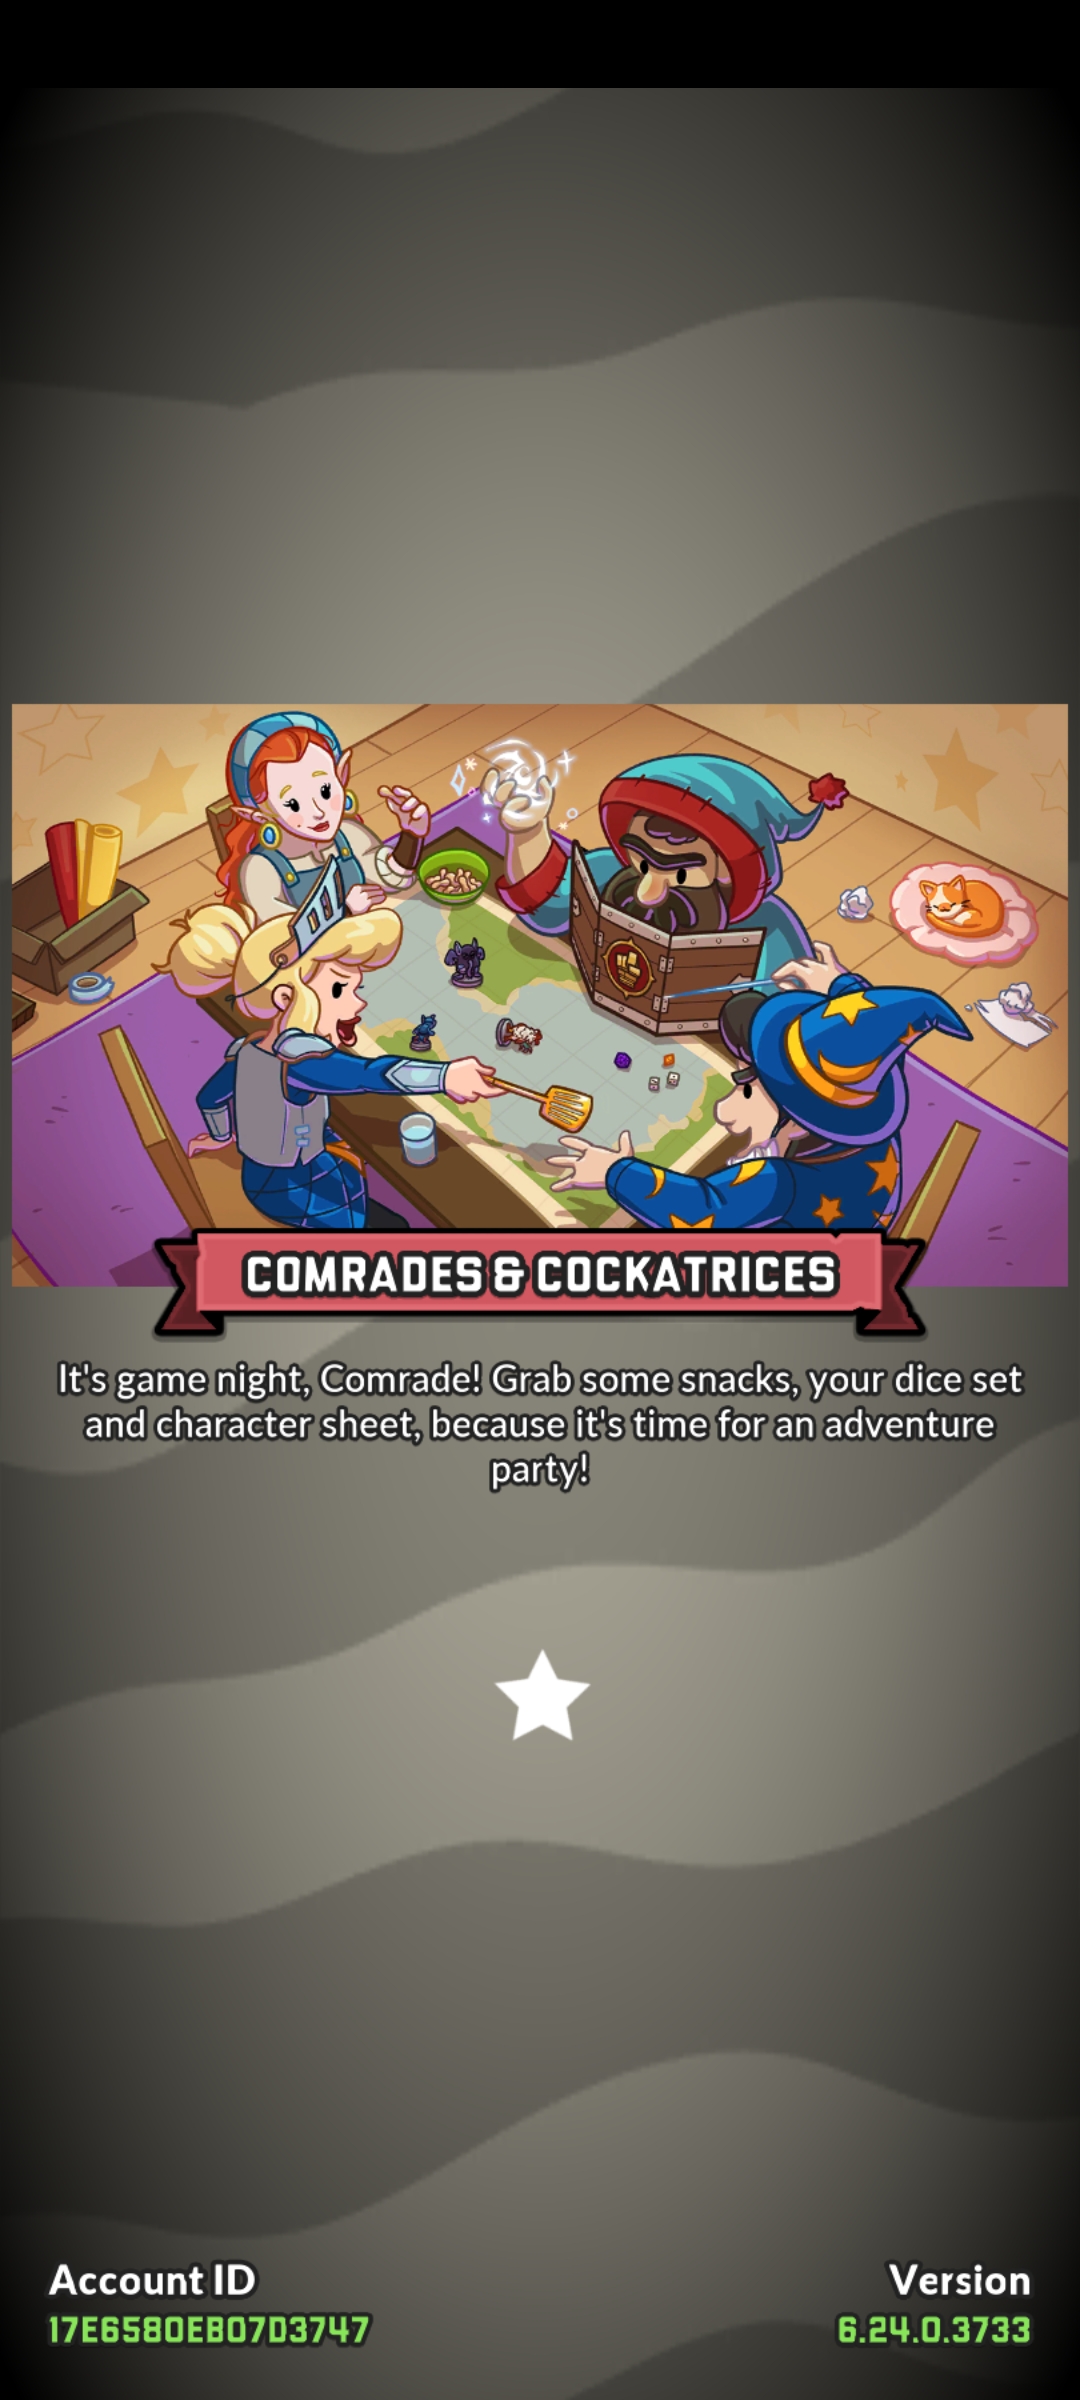 COMRADES & COCKATRICES
It's game night, Comrade! Grab some snacks, your dice set
and character sheet, because it's time for an adventure
party!
Account ID
Version
17E6580EB07D3747
6.24.0.3733